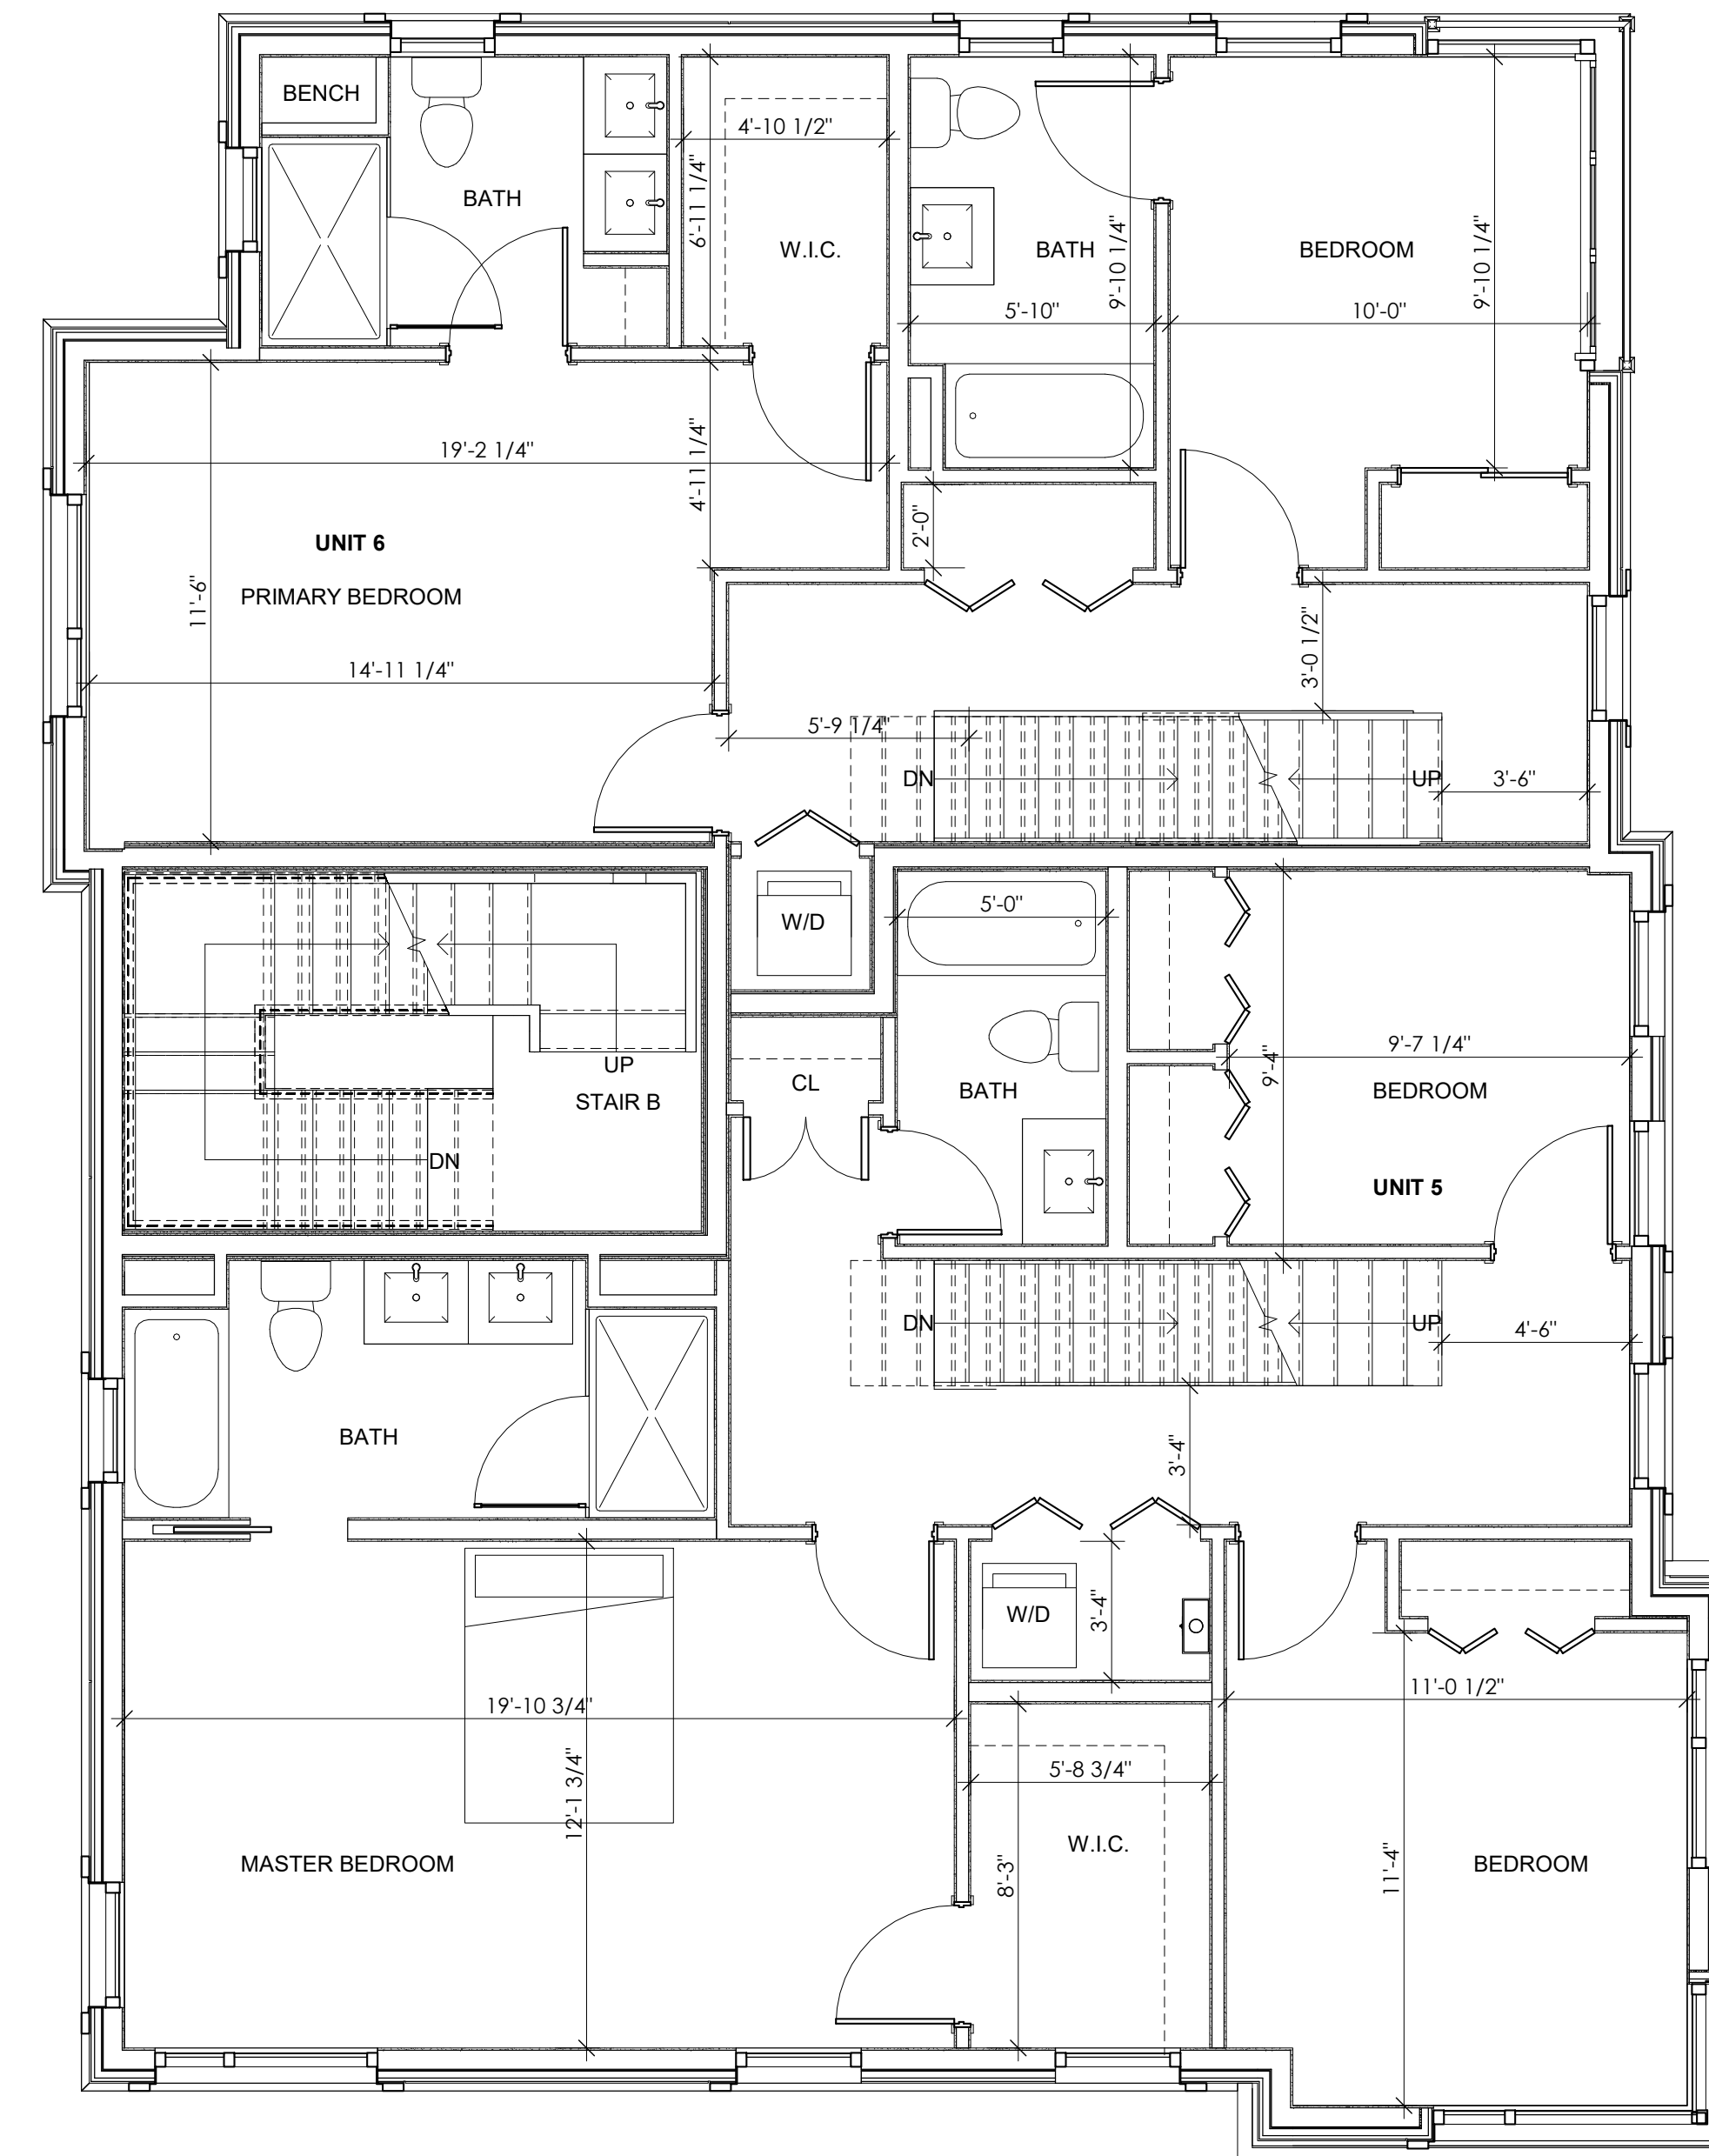 BENCH
4'-10 1/2"
6'-11 1/4"
BATH
W.I.C.
BATH
9'-10 1/4"
BEDROOM
9'-10 1/4"
5'-10"
10'-0"
19'-2 1/4"
4'-11 1/4"
UNIT 6
2'-0"
11'-6"
PRIMARY BEDROOM
3'-0 1/2"
14'-11 1/4"
5'-9 1/4"
DN
UP
3'-6"
W/D
5'-0"
9'-7 1/4"
9'-4"
UP
CL
BATH
BEDROOM
STAIR B
DN
UNIT 5
DN
UP
4'-6"
BATH
3'-4"
W/D
3'-4"
19'-10 3/4"
11'-0 1/2"
12'-1 3/4"
5'-8 3/4"
W.I.C.
MASTER BEDROOM
8'-3"
11'-4"
BEDROOM